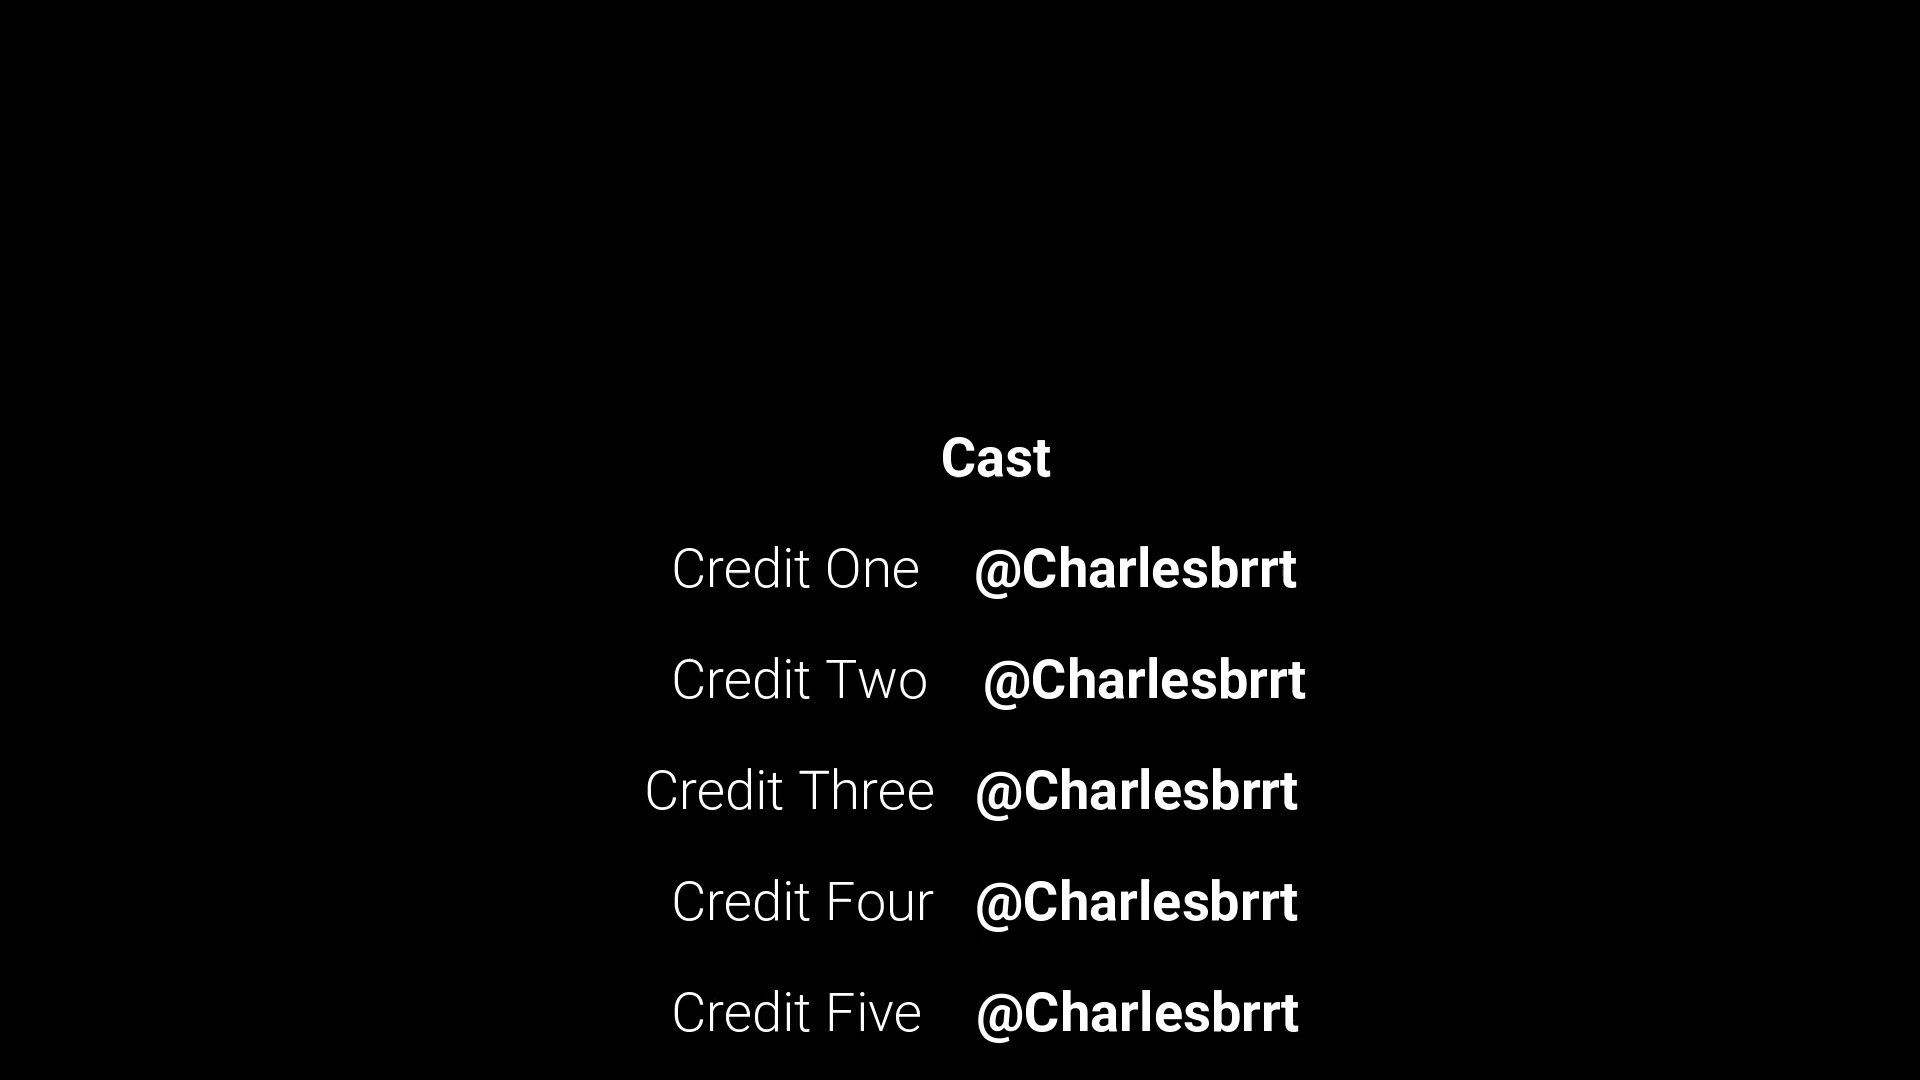 Cast
Credit One @Charlesbrrt
Credit Two @Charlesbrrt
Credit Three @Charlesbrrt
Credit Four @Charlesbrrt
Credit Five @Charlesbrrt